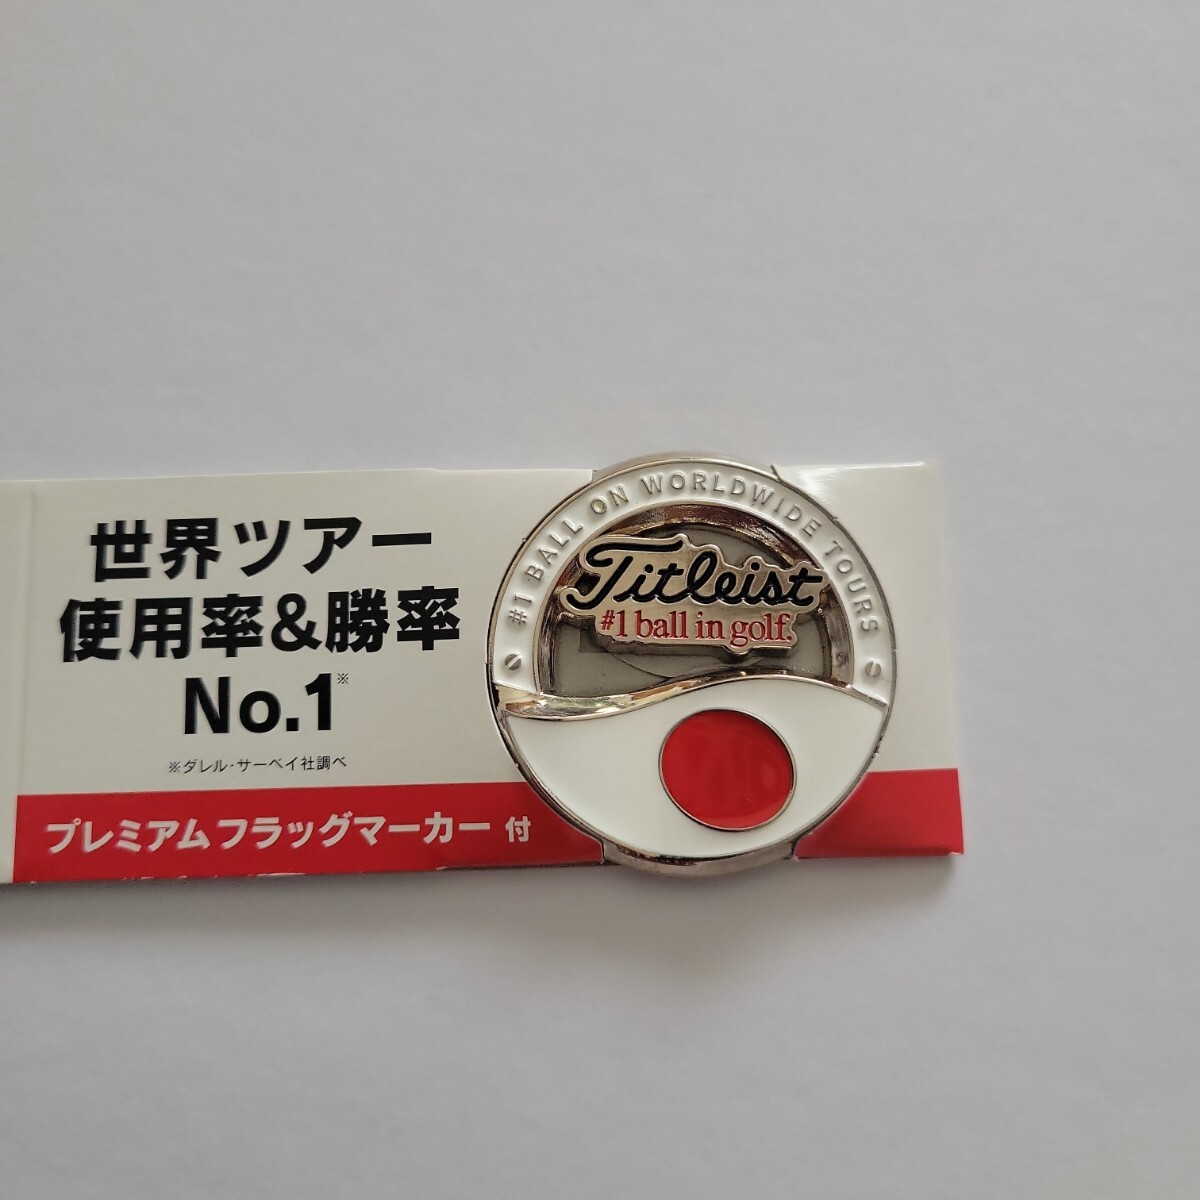 世界ツアー
使用率&勝率
No.1※
※ダレル・サーベイ社調べ
プレミアムフラッグマーカー 付
#1 BALL ON WORLDWIDE TOURS
Titleist
#1 ball in golf.